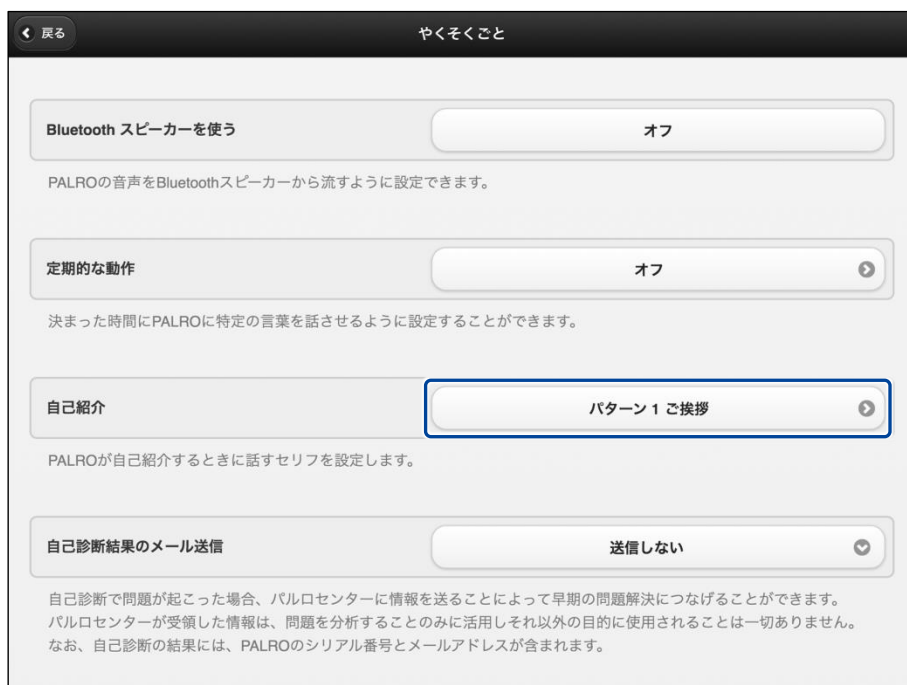 戻る
やくそくごと
Bluetooth スピーカーを使う
オフ
PALROの音声をBluetoothスピーカーから流すように設定できます。
定期的な動作
オフ
決まった時間にPALROに特定の言葉を話させるように設定することができます。
自己紹介
パターン 1 ご挨拶
PALROが自己紹介するときに話すセリフを設定します。
自己診断結果のメール送信
送信しない
自己診断で問題が起こった場合、パルロセンターに情報を送ることによって早期の問題解決につなげることができます。
パルロセンターが受領した情報は、問題を分析することのみに活用しそれ以外の目的に使用されることは一切ありません。
なお、自己診断の結果には、PALROのシリアル番号とメールアドレスが含まれます。